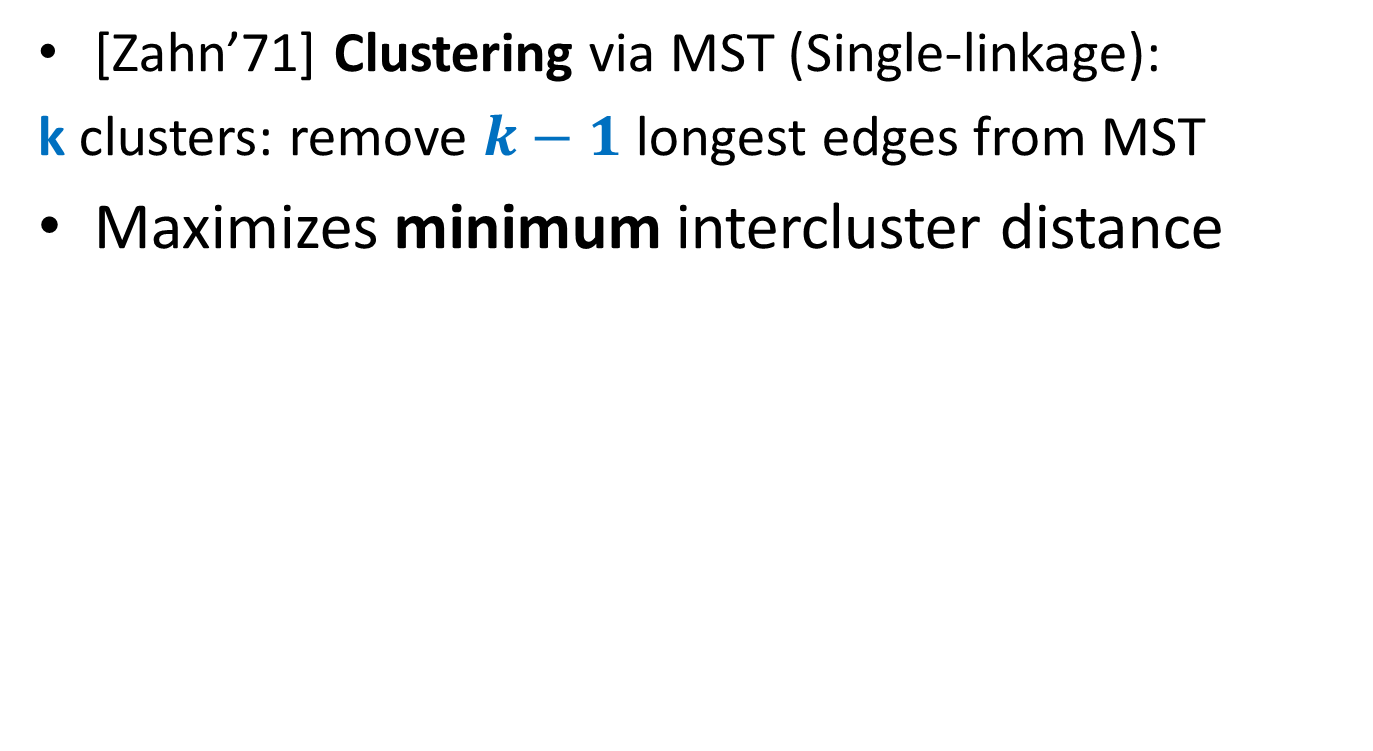 • [Zahn’71] Clustering via MST (Single-linkage):
k clusters: remove 𝒌 − 𝟏 longest edges from MST
• Maximizes minimum intercluster distance